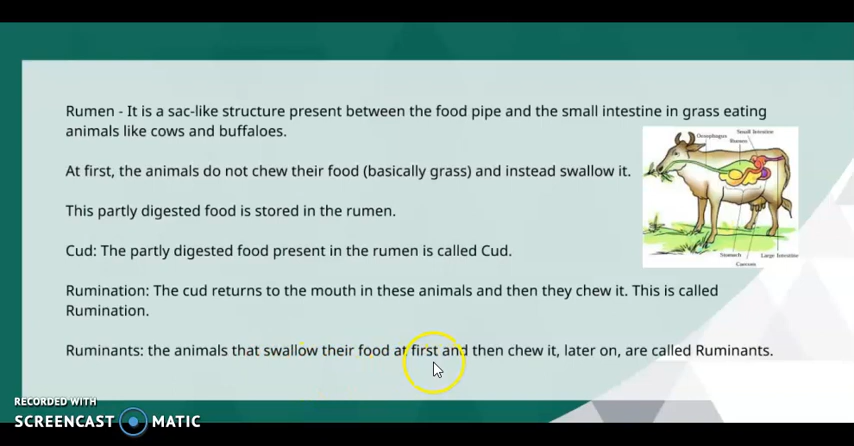 Rumen - It is a sac-like structure present between the food pipe and the small intestine in grass eating
animals like cows and buffaloes.
Oesophagus
Small Intestine
Rumen
At first, the animals do not chew their food (basically grass) and instead swallow it.
This partly digested food is stored in the rumen.
Cud: The partly digested food present in the rumen is called Cud.
Stomach
Large Intestine
Caecum
Rumination: The cud returns to the mouth in these animals and then they chew it. This is called
Rumination.
Ruminants: the animals that swallow their food at first and then chew it, later on, are called Ruminants.
RECORDED WITH
SCREENCAST MATIC